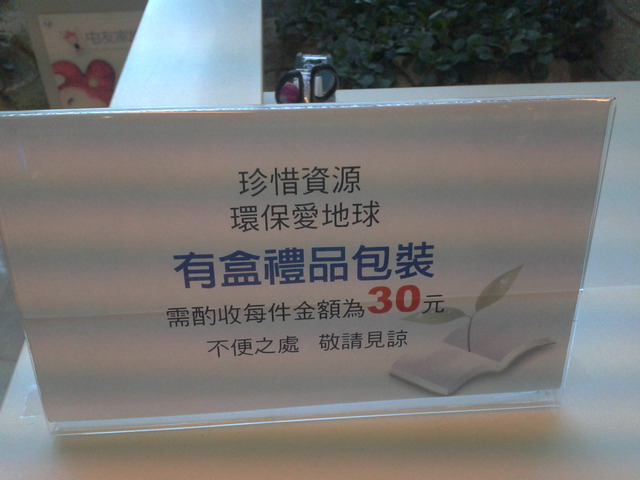 珍惜資源
環保愛地球
有盒禮品包裝
需酌收每件金額為30元
不便之處 敬請見諒